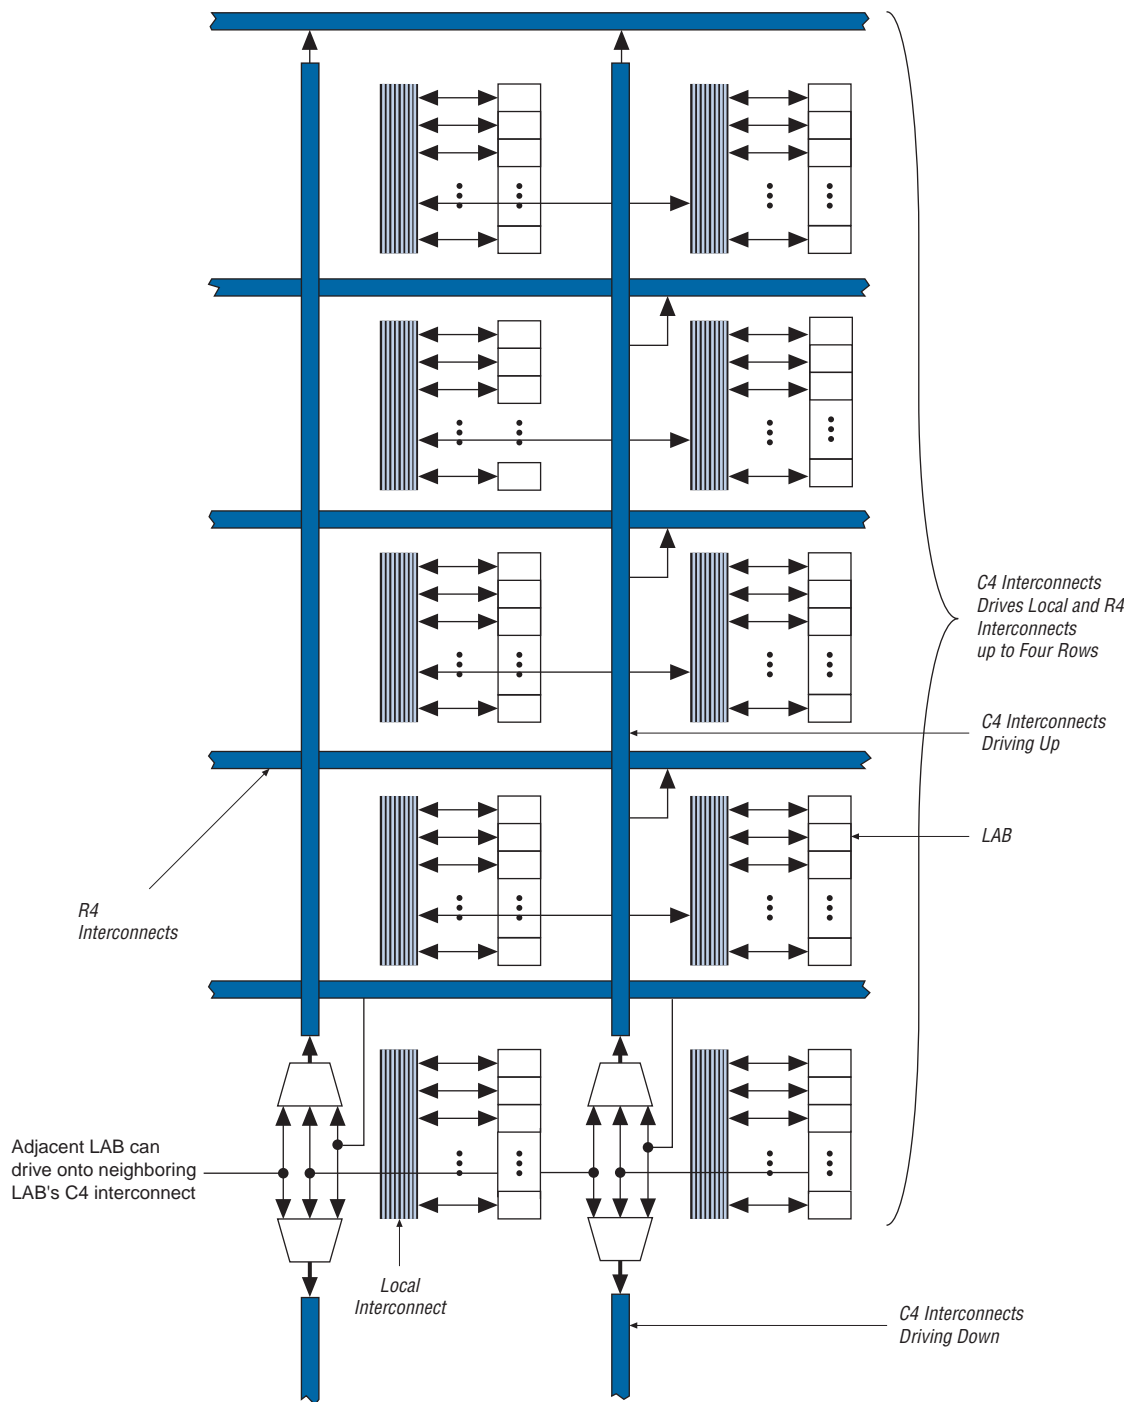 C4 Interconnects
Drives Local and R4
Interconnects
up to Four Rows
C4 Interconnects
Driving Up
LAB
R4
Interconnects
Adjacent LAB can
drive onto neighboring
LAB's C4 interconnect
Local
Interconnect
C4 Interconnects
Driving Down